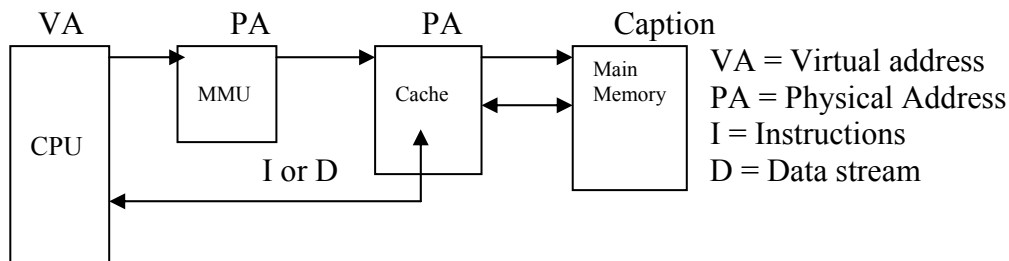 VA PA PA Caption
VA = Virtual address
PA = Physical Address
I = Instructions
D = Data stream
CPU
MMU
Cache
Main
Memory
I or D